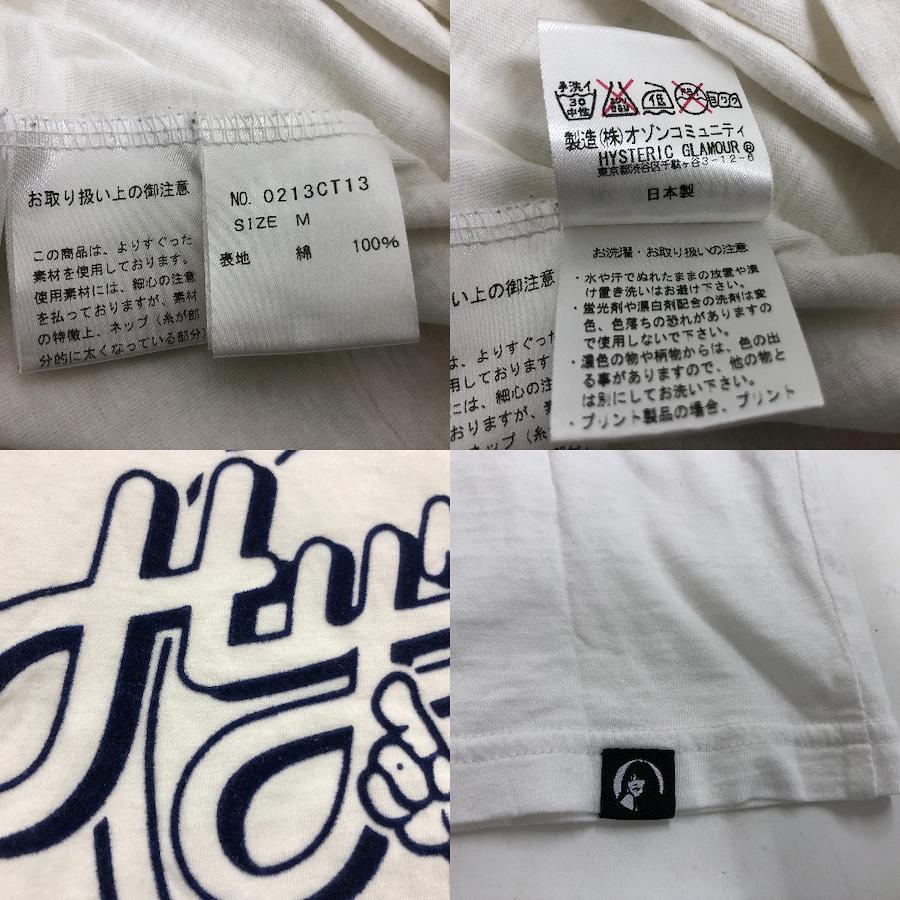 お取り扱い上の御注意
この商品は、よりすぐった
素材を使用しております。
使用素材には、細心の注意
を払っておりますが、素材
の特徴上、ネップ（糸が部
分的に太くなっている部分）
NO. 0213CT13
SIZE M
表地 綿 100%
手洗イ
30
中性
低
ヨワク
製造(株)オゾンコミュニティ
HYSTERIC GLAMOUR®
東京都渋谷区千駄ヶ谷3-12-6
日本製
お洗濯・お取り扱いの注意
・水や汗でぬれたままの放置や漬
け置き洗いはお避け下さい。
・蛍光剤や漂白剤配合の洗剤は変
色、色落ちの恐れがありますの
で使用しないで下さい。
・濃色の物や柄物からは、色の出
る事がありますので、他の物と
は別にしてお洗い下さい。
・プリント製品の場合、プリント
い上の御注意
は、よりすぐった
用しております。
には、細心の注
おりますが、素
ネップ（糸
Hy